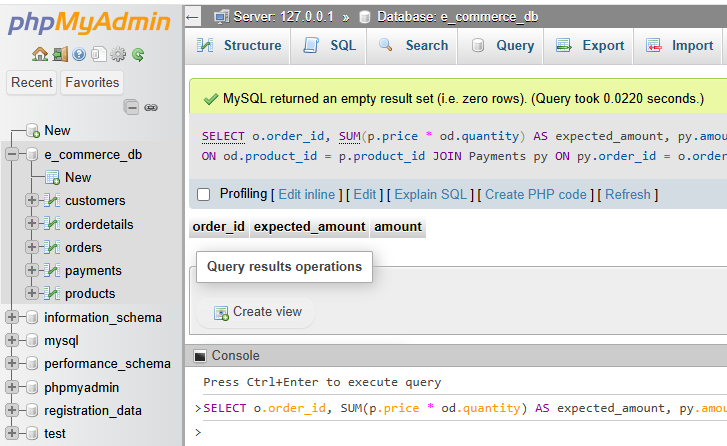 phpMyAdmin
Recent Favorites
New
e_commerce_db
New
customers
orderdetails
orders
payments
products
information_schema
mysql
performance_schema
phpmyadmin
registration_data
test
Server: 127.0.0.1 » Database: e_commerce_db
Structure SQL Search Query Export Import
MySQL returned an empty result set (i.e. zero rows). (Query took 0.0220 seconds.)
SELECT o.order_id, SUM(p.price * od.quantity) AS expected_amount, py.amou
ON od.product_id = p.product_id JOIN Payments py ON py.order_id = o.order
Profiling [ Edit inline ] [ Edit ] [ Explain SQL ] [ Create PHP code ] [ Refresh ]
order_id expected_amount amount
Query results operations
Create view
Console
Press Ctrl+Enter to execute query
>SELECT o.order_id, SUM(p.price * od.quantity) AS expected_amount, py.amou
>